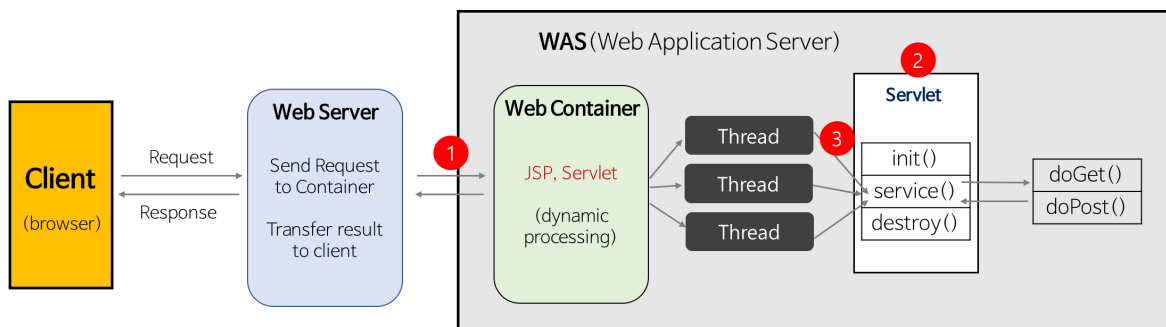 WAS(Web Application Server)
2
Servlet
Web Server
Web Container
Thread
3
1
init()
Request
Send Request
to Container
JSP, Servlet
Client
Thread
service()
doGet()
doPost()
Response
(browser)
(dynamic
processing)
Transfer result
to client
Thread
destroy()